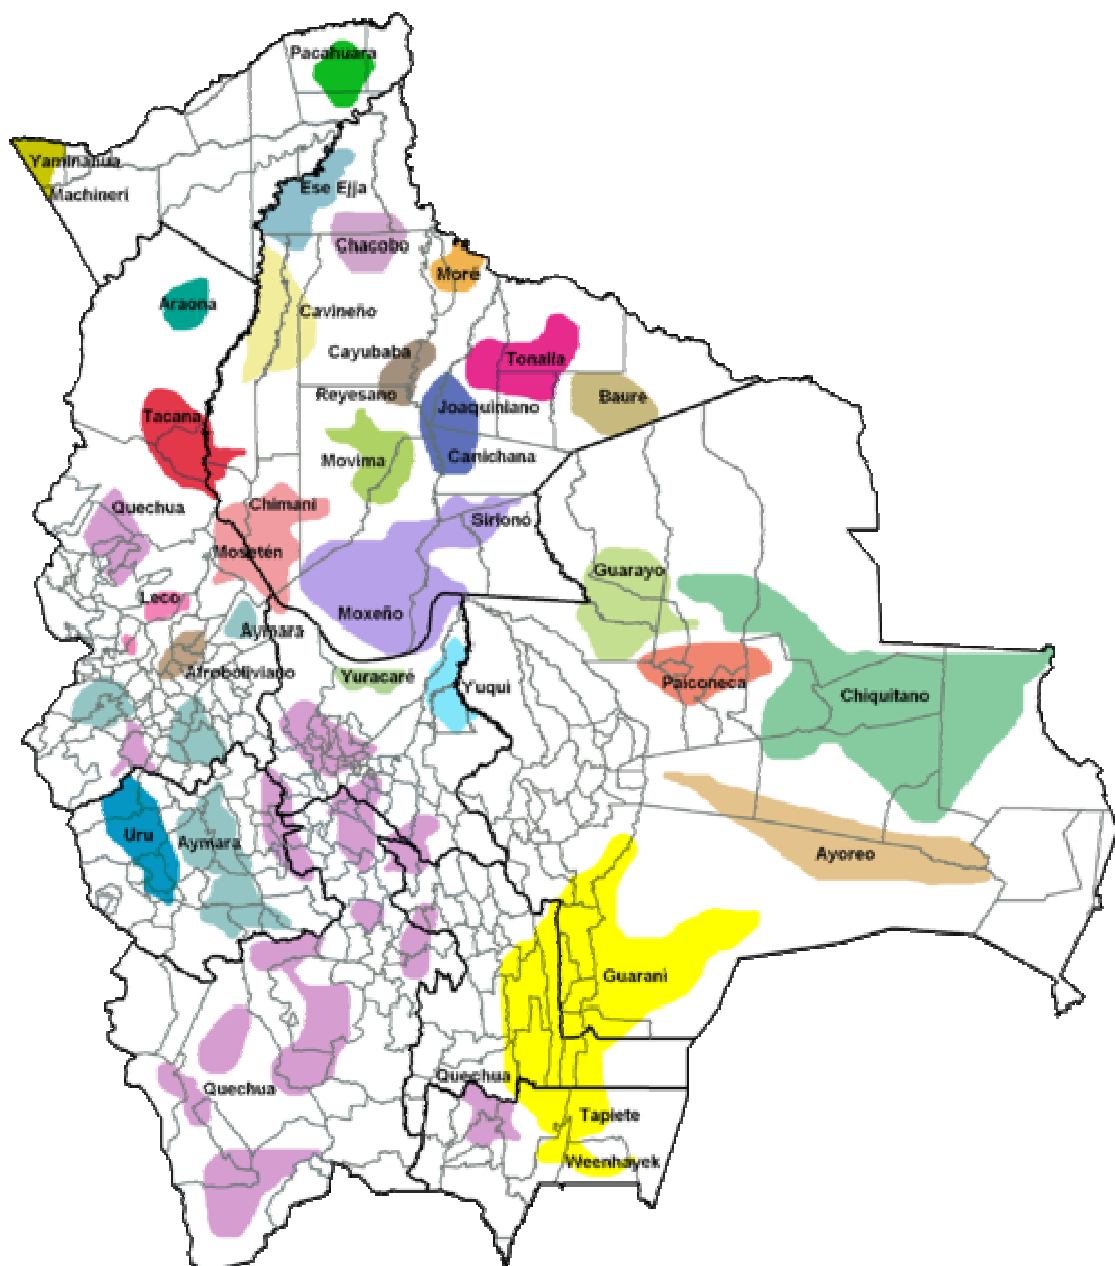 Pacahuara
Yaminahua
Machineri
Ese Ejja
Chacobo
Moré
Araona
Cavineño
Cayubaba
Tonalla
Reyesano
Baure
Joaquiniano
Tacana
Movima
Canichana
Quechua
Chimani
Sirionó
Mosetén
Guarayo
Leco
Moxeño
Aymara
Afroboliviano
Yuracaré
Yuqui
Paiconeca
Chiquitano
Uru
Aymara
Ayoreo
Guaraní
Quechua
Quechua
Tapiete
Weenhayek